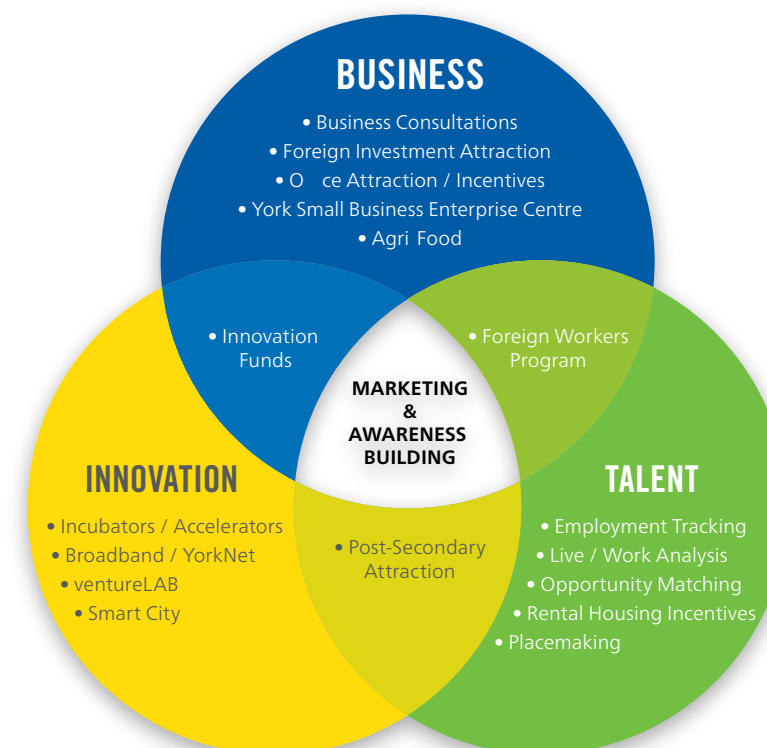 BUSINESS
• Business Consultations
• Foreign Investment Attraction
• O ce Attraction / Incentives
• York Small Business Enterprise Centre
• Agri Food
• Innovation
Funds
• Foreign Workers
Program
MARKETING
&
AWARENESS
BUILDING
INNOVATION
• Incubators / Accelerators
• Broadband / YorkNet
• ventureLAB
• Smart City
• Post-Secondary
Attraction
TALENT
• Employment Tracking
• Live / Work Analysis
• Opportunity Matching
• Rental Housing Incentives
• Placemaking